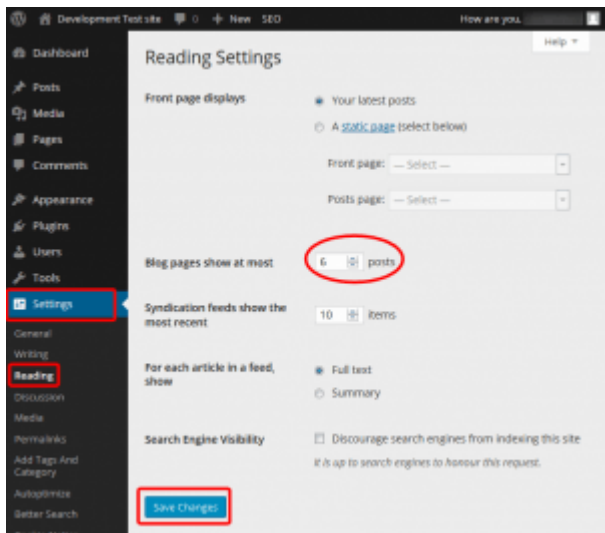 Development Test site 0 + New SEO How are you,
Help
Dashboard
Posts
Media
Pages
Comments
Appearance
Plugins
Users
Tools
Settings
General
Writing
Reading
Discussion
Media
Permalinks
Add Tags And
Category
Autoptimize
Better Search
Reading Settings
Front page displays
Your latest posts
A static page (select below)
Front page: — Select —
Posts page: — Select —
Blog pages show at most 6 posts
Syndication feeds show the
most recent
10 items
For each article in a feed,
show
Full text
Summary
Search Engine Visibility
Discourage search engines from indexing this site
It is up to search engines to honour this request.
Save Changes